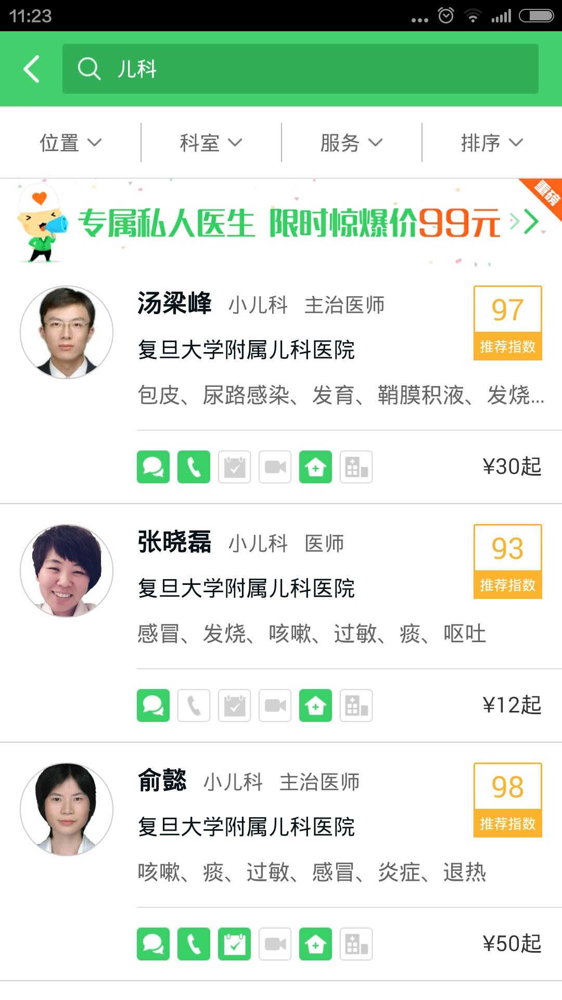 11:23
儿科
位置 科室 服务 排序
专属私人医生 限时惊爆价99元
重磅
汤梁峰 小儿科 主治医师
97
推荐指数
复旦大学附属儿科医院
包皮、尿路感染、发育、鞘膜积液、发烧...
¥30起
张晓磊 小儿科 医师
93
推荐指数
复旦大学附属儿科医院
感冒、发烧、咳嗽、过敏、痰、呕吐
¥12起
俞懿 小儿科 主治医师
98
推荐指数
复旦大学附属儿科医院
咳嗽、痰、过敏、感冒、炎症、退热
¥50起